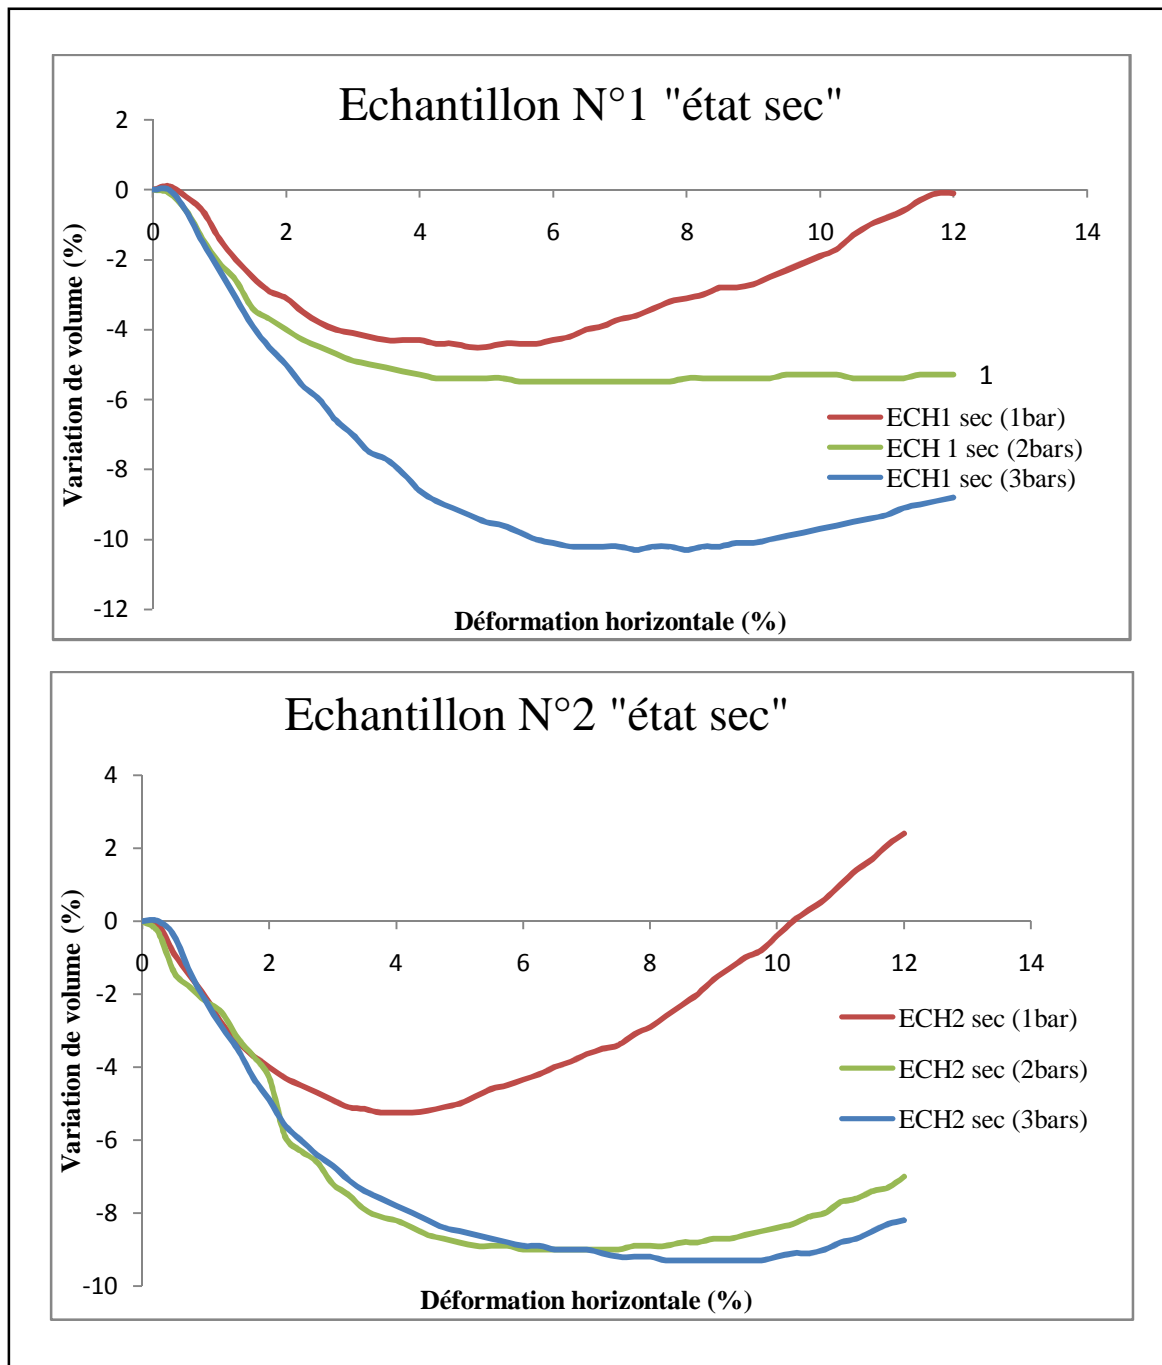 Echantillon N°1 "état sec"
2
0
-2
-4
-6
-8
-10
-12
0 2 4 6 8 10 12 14
Variation de volume (%)
1
ECH1 sec (1bar)
ECH 1 sec (2bars)
ECH1 sec (3bars)
Déformation horizontale (%)
Echantillon N°2 "état sec"
4
2
0
-2
-4
-6
-8
-10
0 2 4 6 8 10 12 14
Variation de volume (%)
ECH2 sec (1bar)
ECH2 sec (2bars)
ECH2 sec (3bars)
Déformation horizontale (%)